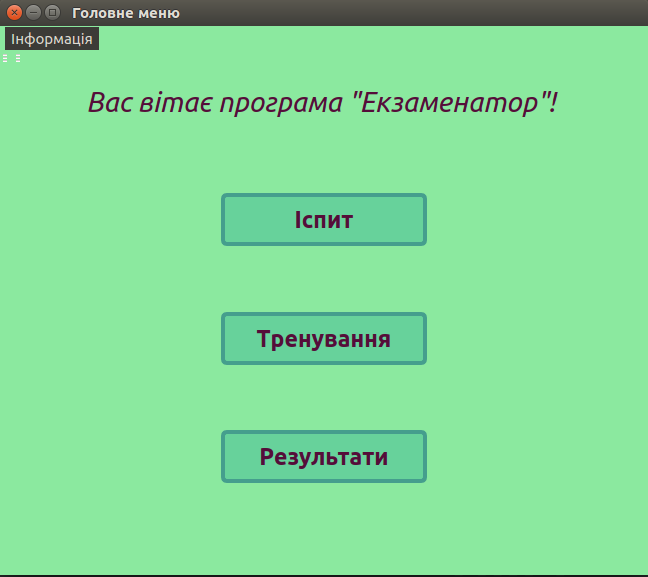 Головне меню
Інформація
Вас вітає програма "Екзаменатор"!
Іспит
Тренування
Результати